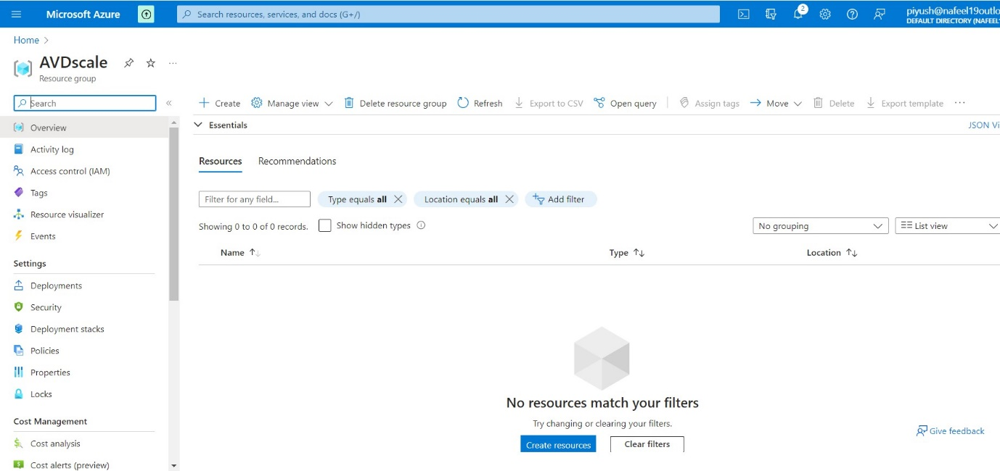 Microsoft Azure
Search resources, services, and docs (G+/)
2
piyush@nafeel19outlo
DEFAULT DIRECTORY (NAFEEL1
Home >
AVDscale
Resource group
Search
«
Create
Manage view
Delete resource group
Refresh
Export to CSV
Open query
Assign tags
Move
Delete
Export template
...
Essentials
JSON Vi
Overview
Activity log
Access control (IAM)
Tags
Resource visualizer
Events
Settings
Deployments
Security
Deployment stacks
Policies
Properties
Locks
Cost Management
Cost analysis
Cost alerts (preview)
Resources
Recommendations
Filter for any field...
Type equals all
Location equals all
Add filter
Showing 0 to 0 of 0 records.
Show hidden types
No grouping
List view
Name ↑↓
Type ↑↓
Location ↑↓
No resources match your filters
Try changing or clearing your filters.
Create resources
Clear filters
Give feedback